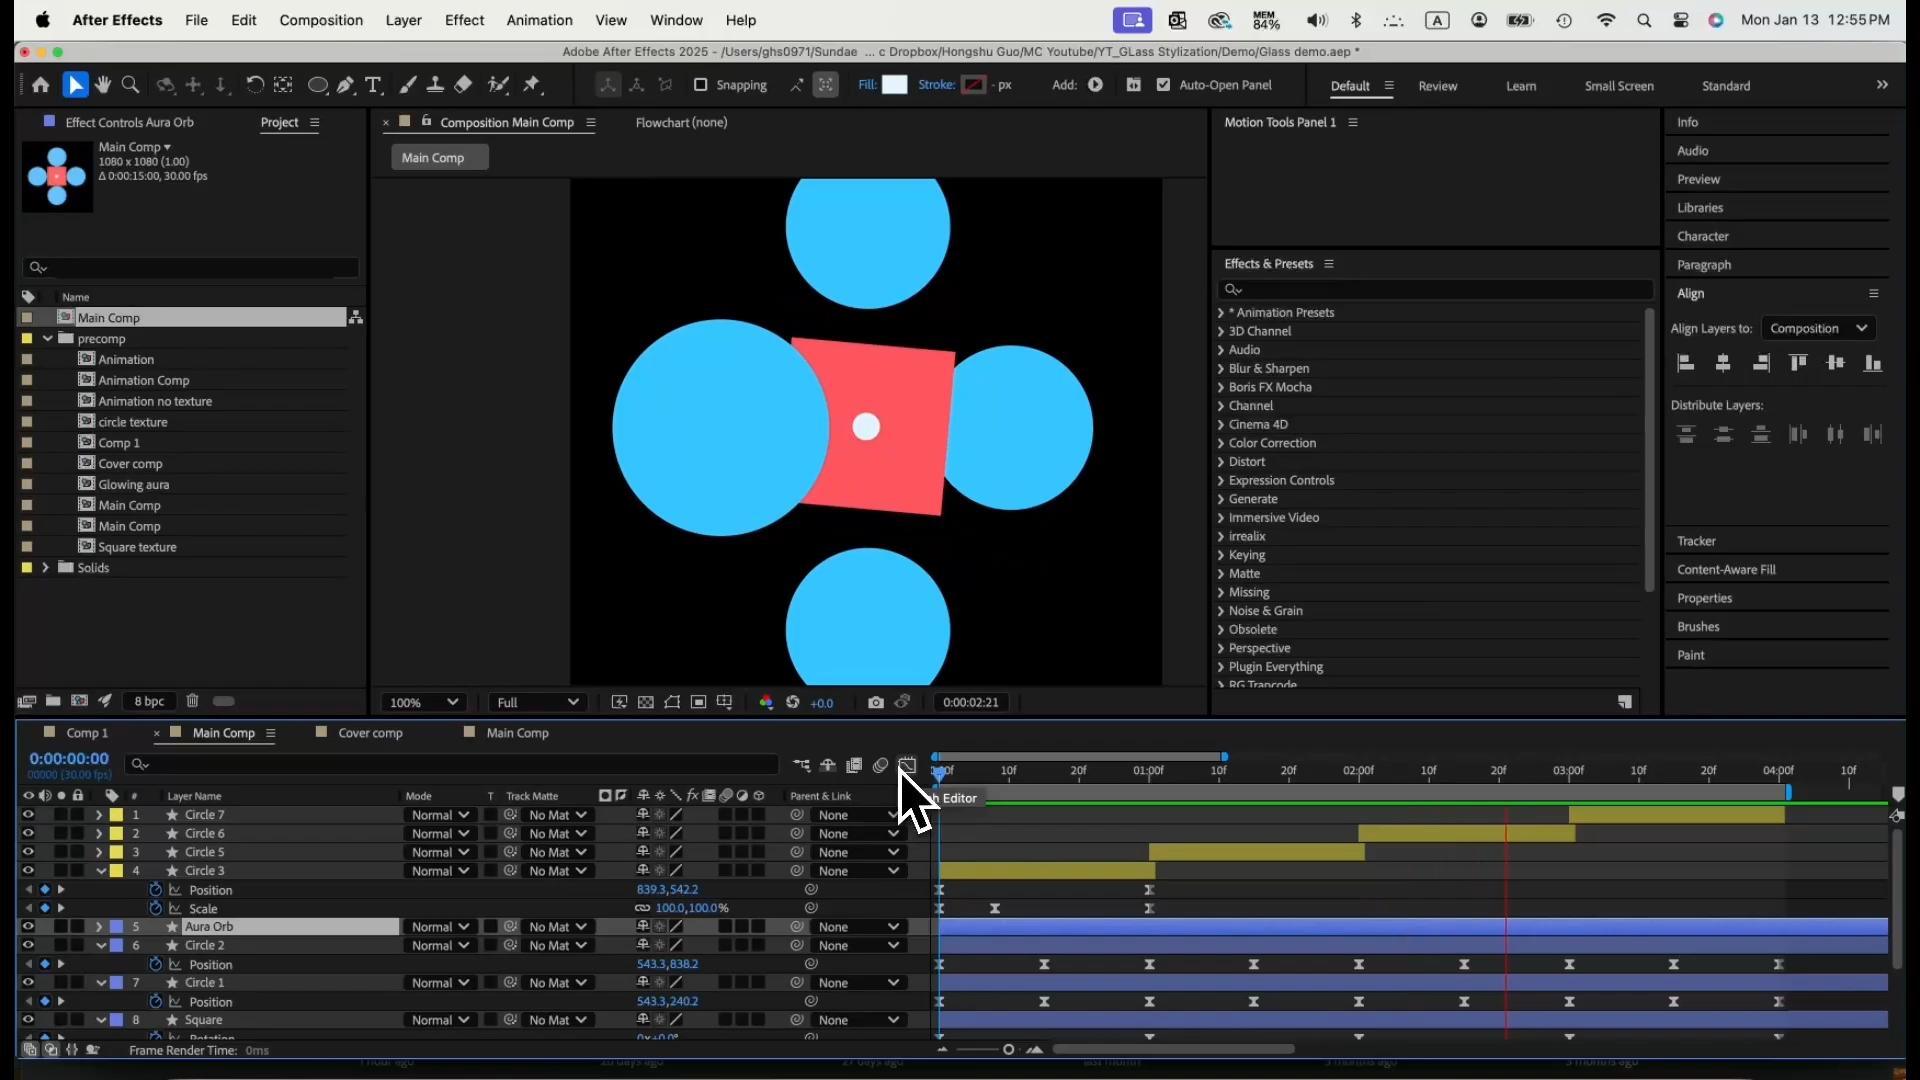 After Effects File Edit Composition Layer Effect Animation View Window Help A MEM 84% Mon Jan 13 12:55PM
Adobe After Effects 2025 - /Users/ghs0971/Sundae ... c Dropbox/Hongshu Guo/MC Youtube/YT_GLass Stylization/Demo/Glass demo.aep *
Snapping Fill: Stroke: - px Add: Auto-Open Panel Default Review Learn Small Screen Standard
Effect Controls Aura Orb Project
Main Comp
1080 x 1080 (1.00)
Δ 0:00:15:00, 30.00 fps
Name
Main Comp
precomp
Animation
Animation Comp
Animation no texture
circle texture
Comp 1
Cover comp
Glowing aura
Main Comp
Main Comp
Square texture
Solids
8 bpc
Composition Main Comp Flowchart (none)
Main Comp
100% Full +0.0 0:00:02:21
Motion Tools Panel 1
Effects & Presets
* Animation Presets
3D Channel
Audio
Blur & Sharpen
Boris FX Mocha
Channel
Cinema 4D
Color Correction
Distort
Expression Controls
Generate
Immersive Video
irrealix
Keying
Matte
Missing
Noise & Grain
Obsolete
Perspective
Plugin Everything
RG Trapcode
Info
Audio
Preview
Libraries
Character
Paragraph
Align
Align Layers to: Composition
Distribute Layers:
Tracker
Content-Aware Fill
Properties
Brushes
Paint
Comp 1 Main Comp Cover comp Main Comp
0:00:00:00
00000 (30.00 fps)
10f 20f 01:00f 10f 20f 02:00f 10f 20f 03:00f 10f 20f 04:00f 10f
Editor
# Layer Name Mode T Track Matte Parent & Link
1 Circle 7 Normal No Mat None
2 Circle 6 Normal No Mat None
3 Circle 5 Normal No Mat None
4 Circle 3 Normal No Mat None
Position 839.3,542.2
Scale 100.0,100.0%
5 Aura Orb Normal No Mat None
6 Circle 2 Normal No Mat None
Position 543.3,838.2
7 Circle 1 Normal No Mat None
Position 543.3,240.2
8 Square Normal No Mat None
Rotation 0x+0.0°
Frame Render Time: 0ms